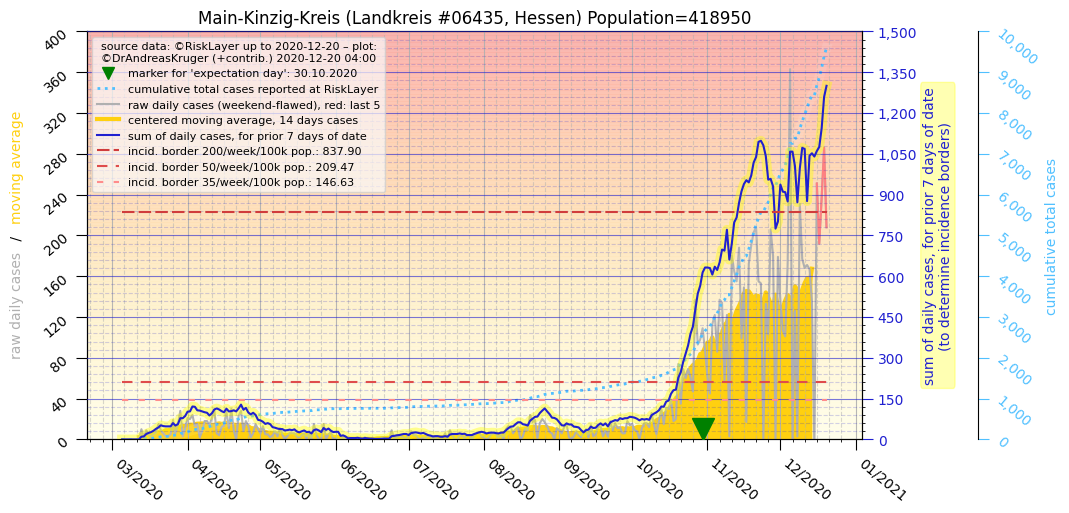 Main-Kinzig-Kreis (Landkreis #06435, Hessen) Population=418950
source data: ©RiskLayer up to 2020-12-20 – plot:
©DrAndreasKruger (+contrib.) 2020-12-20 04:00
marker for 'expectation day': 30.10.2020
cumulative total cases reported at RiskLayer
raw daily cases (weekend-flawed), red: last 5
centered moving average, 14 days cases
sum of daily cases, for prior 7 days of date
incid. border 200/week/100k pop.: 837.90
incid. border 50/week/100k pop.: 209.47
incid. border 35/week/100k pop.: 146.63
raw daily cases / moving average
400
360
320
280
240
200
160
120
80
40
0
03/2020
04/2020
05/2020
06/2020
07/2020
08/2020
09/2020
10/2020
11/2020
12/2020
01/2021
1,500
1,350
1,200
1,050
900
750
600
450
300
150
0
sum of daily cases, for prior 7 days of date
(to determine incidence borders)
10,000
9,000
8,000
7,000
6,000
5,000
4,000
3,000
2,000
1,000
0
cumulative total cases